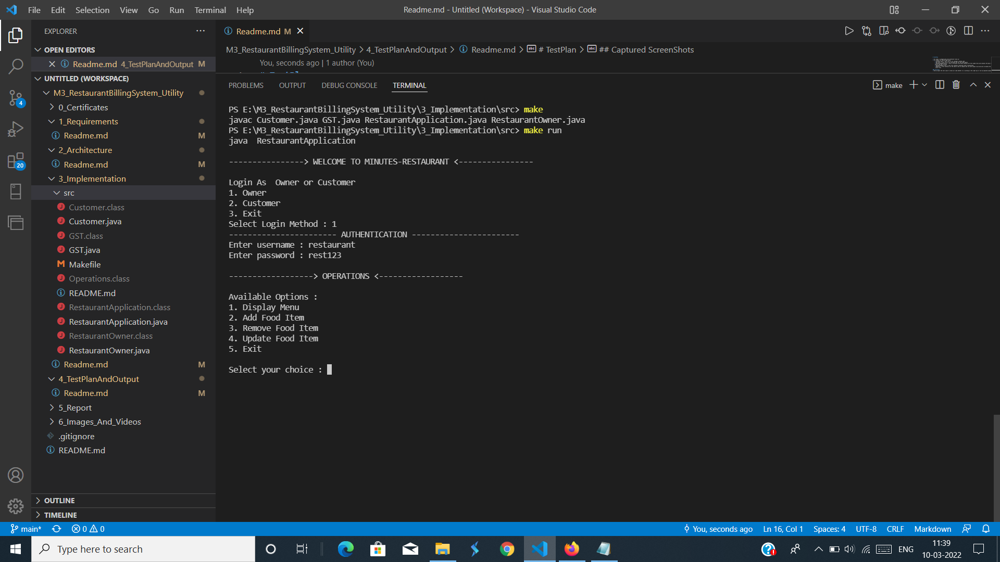 File Edit Selection View Go Run Terminal Help
Readme.md - Untitled (Workspace) - Visual Studio Code
EXPLORER
OPEN EDITORS
Readme.md 4_TestPlanAndOutput M
UNTITLED (WORKSPACE)
M3_RestaurantBillingSystem_Utility
0_Certificates
1_Requirements
Readme.md M
2_Architecture
Readme.md M
3_Implementation
src
Customer.class
Customer.java
GST.class
GST.java
Makefile
Operations.class
README.md
RestaurantApplication.class
RestaurantApplication.java
RestaurantOwner.class
RestaurantOwner.java
Readme.md M
4_TestPlanAndOutput
Readme.md M
5_Report
6_Images_And_Videos
.gitignore
README.md
OUTLINE
TIMELINE
4
20
Readme.md M
M3_RestaurantBillingSystem_Utility > 4_TestPlanAndOutput > Readme.md > # TestPlan > ## Captured ScreenShots
You, seconds ago | 1 author (You)
PROBLEMS OUTPUT DEBUG CONSOLE TERMINAL
make
PS E:\M3_RestaurantBillingSystem_Utility\3_Implementation\src> make
javac Customer.java GST.java RestaurantApplication.java RestaurantOwner.java
PS E:\M3_RestaurantBillingSystem_Utility\3_Implementation\src> make run
java  RestaurantApplication
----------------> WELCOME TO MINUTES-RESTAURANT <----------------
Login As  Owner or Customer
1. Owner
2. Customer
3. Exit
Select Login Method : 1
----------------------- AUTHENTICATION -----------------------
Enter username : restaurant
Enter password : rest123
------------------> OPERATIONS <------------------
Available Options :
1. Display Menu
2. Add Food Item
3. Remove Food Item
4. Update Food Item
5. Exit
Select your choice :
main* 0 0
You, seconds ago Ln 16, Col 1 Spaces: 4 UTF-8 CRLF Markdown
Type here to search
ENG
11:39
10-03-2022